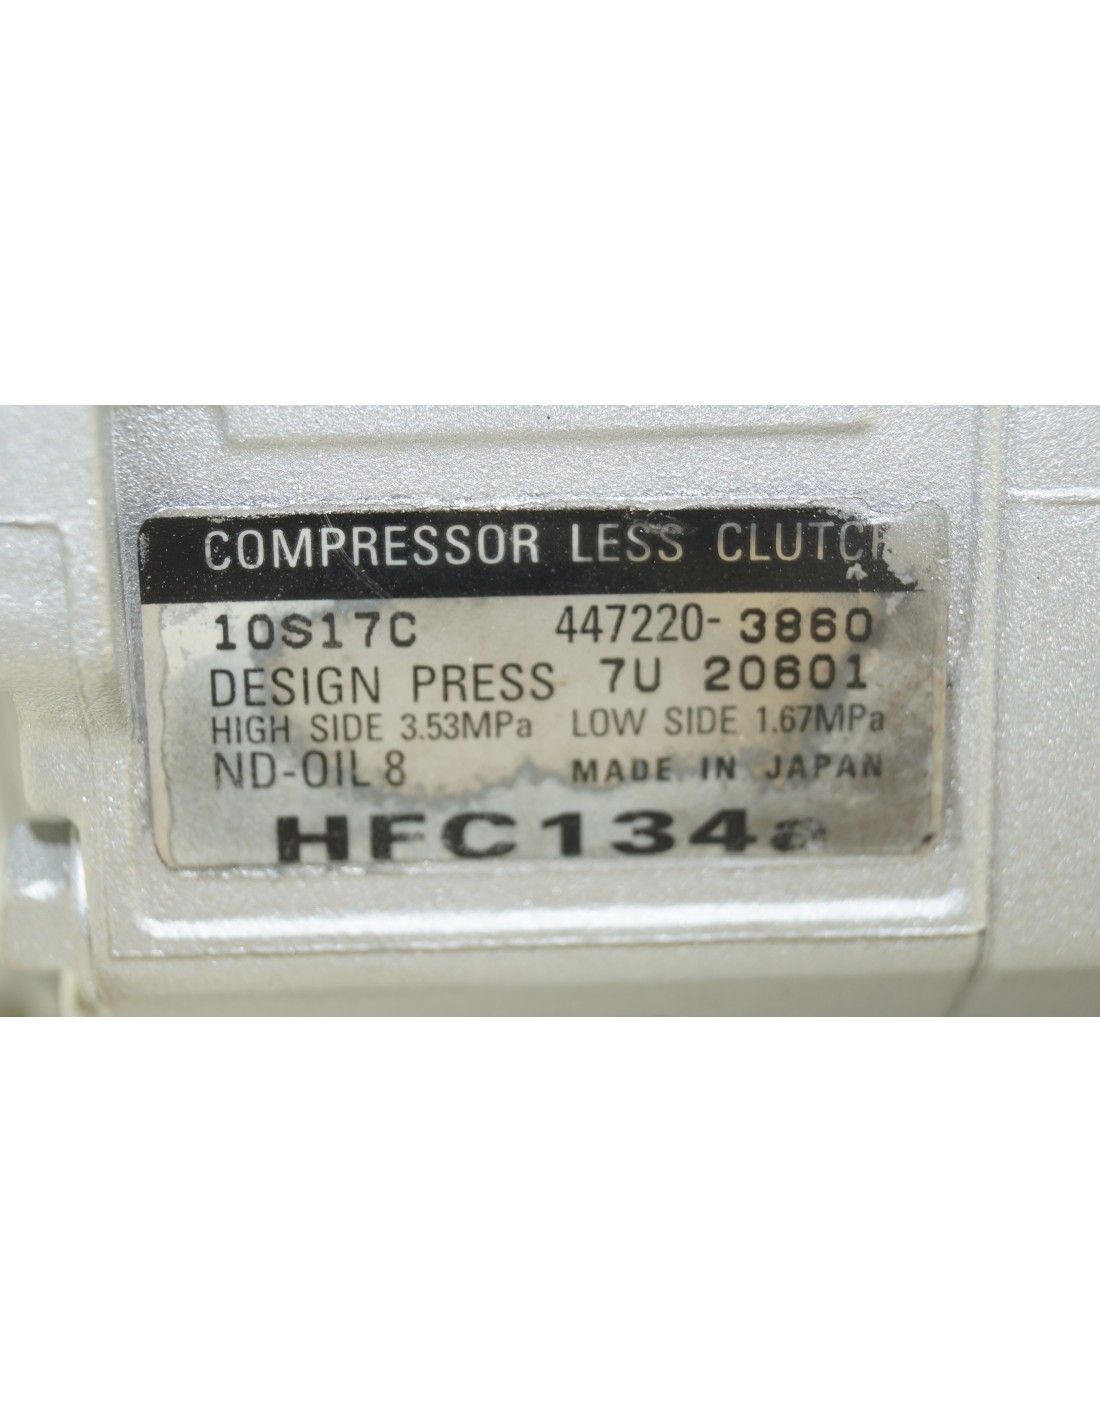 COMPRESSOR LESS CLUTCH
10S17C 447220-3860
DESIGN PRESS 7U 20601
HIGH SIDE 3.53MPa LOW SIDE 1.67MPa
ND-OIL 8 MADE IN JAPAN
HFC134a